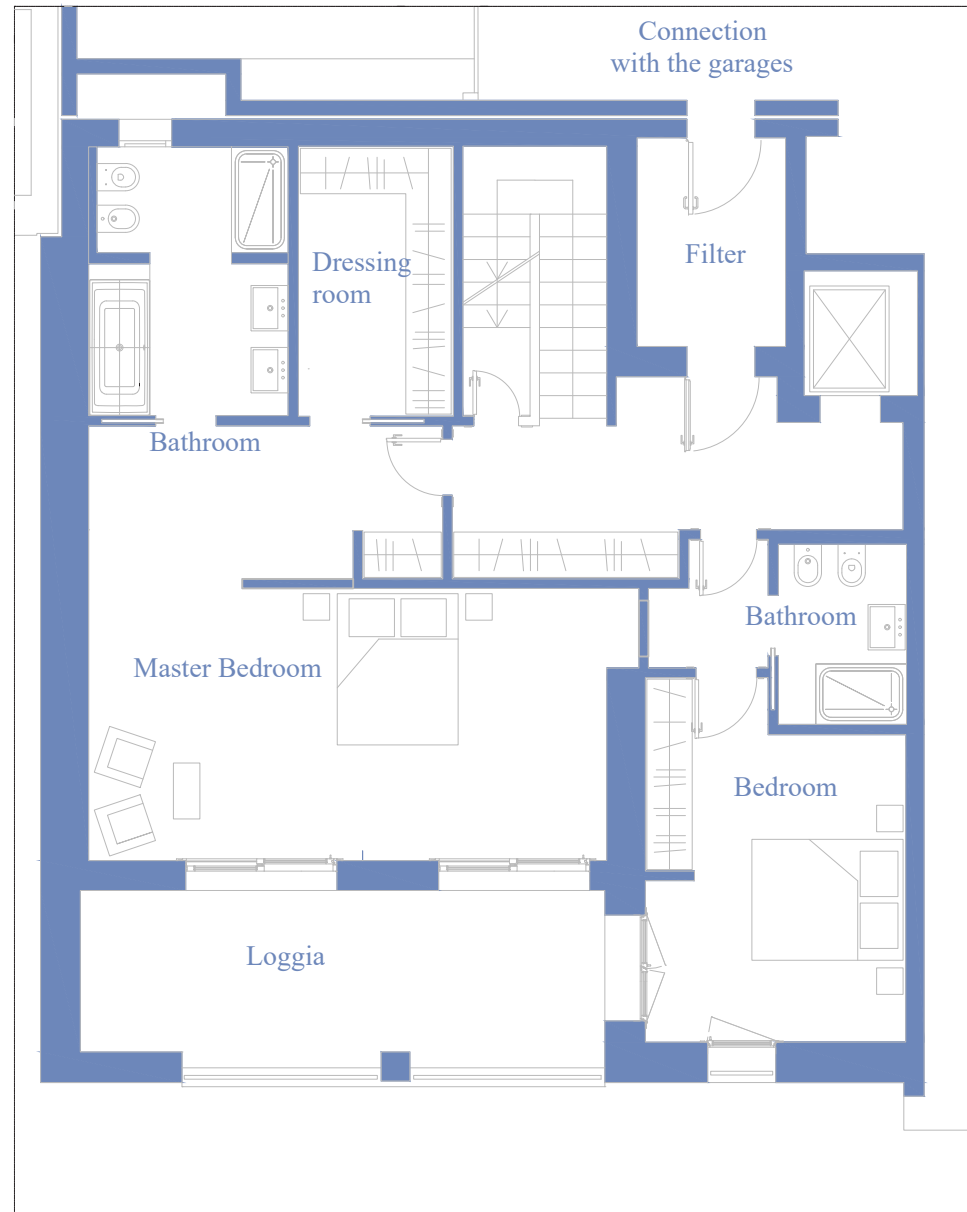 Connection
with the garages
Filter
Dressing
room
Bathroom
Bathroom
Master Bedroom
Bedroom
Loggia